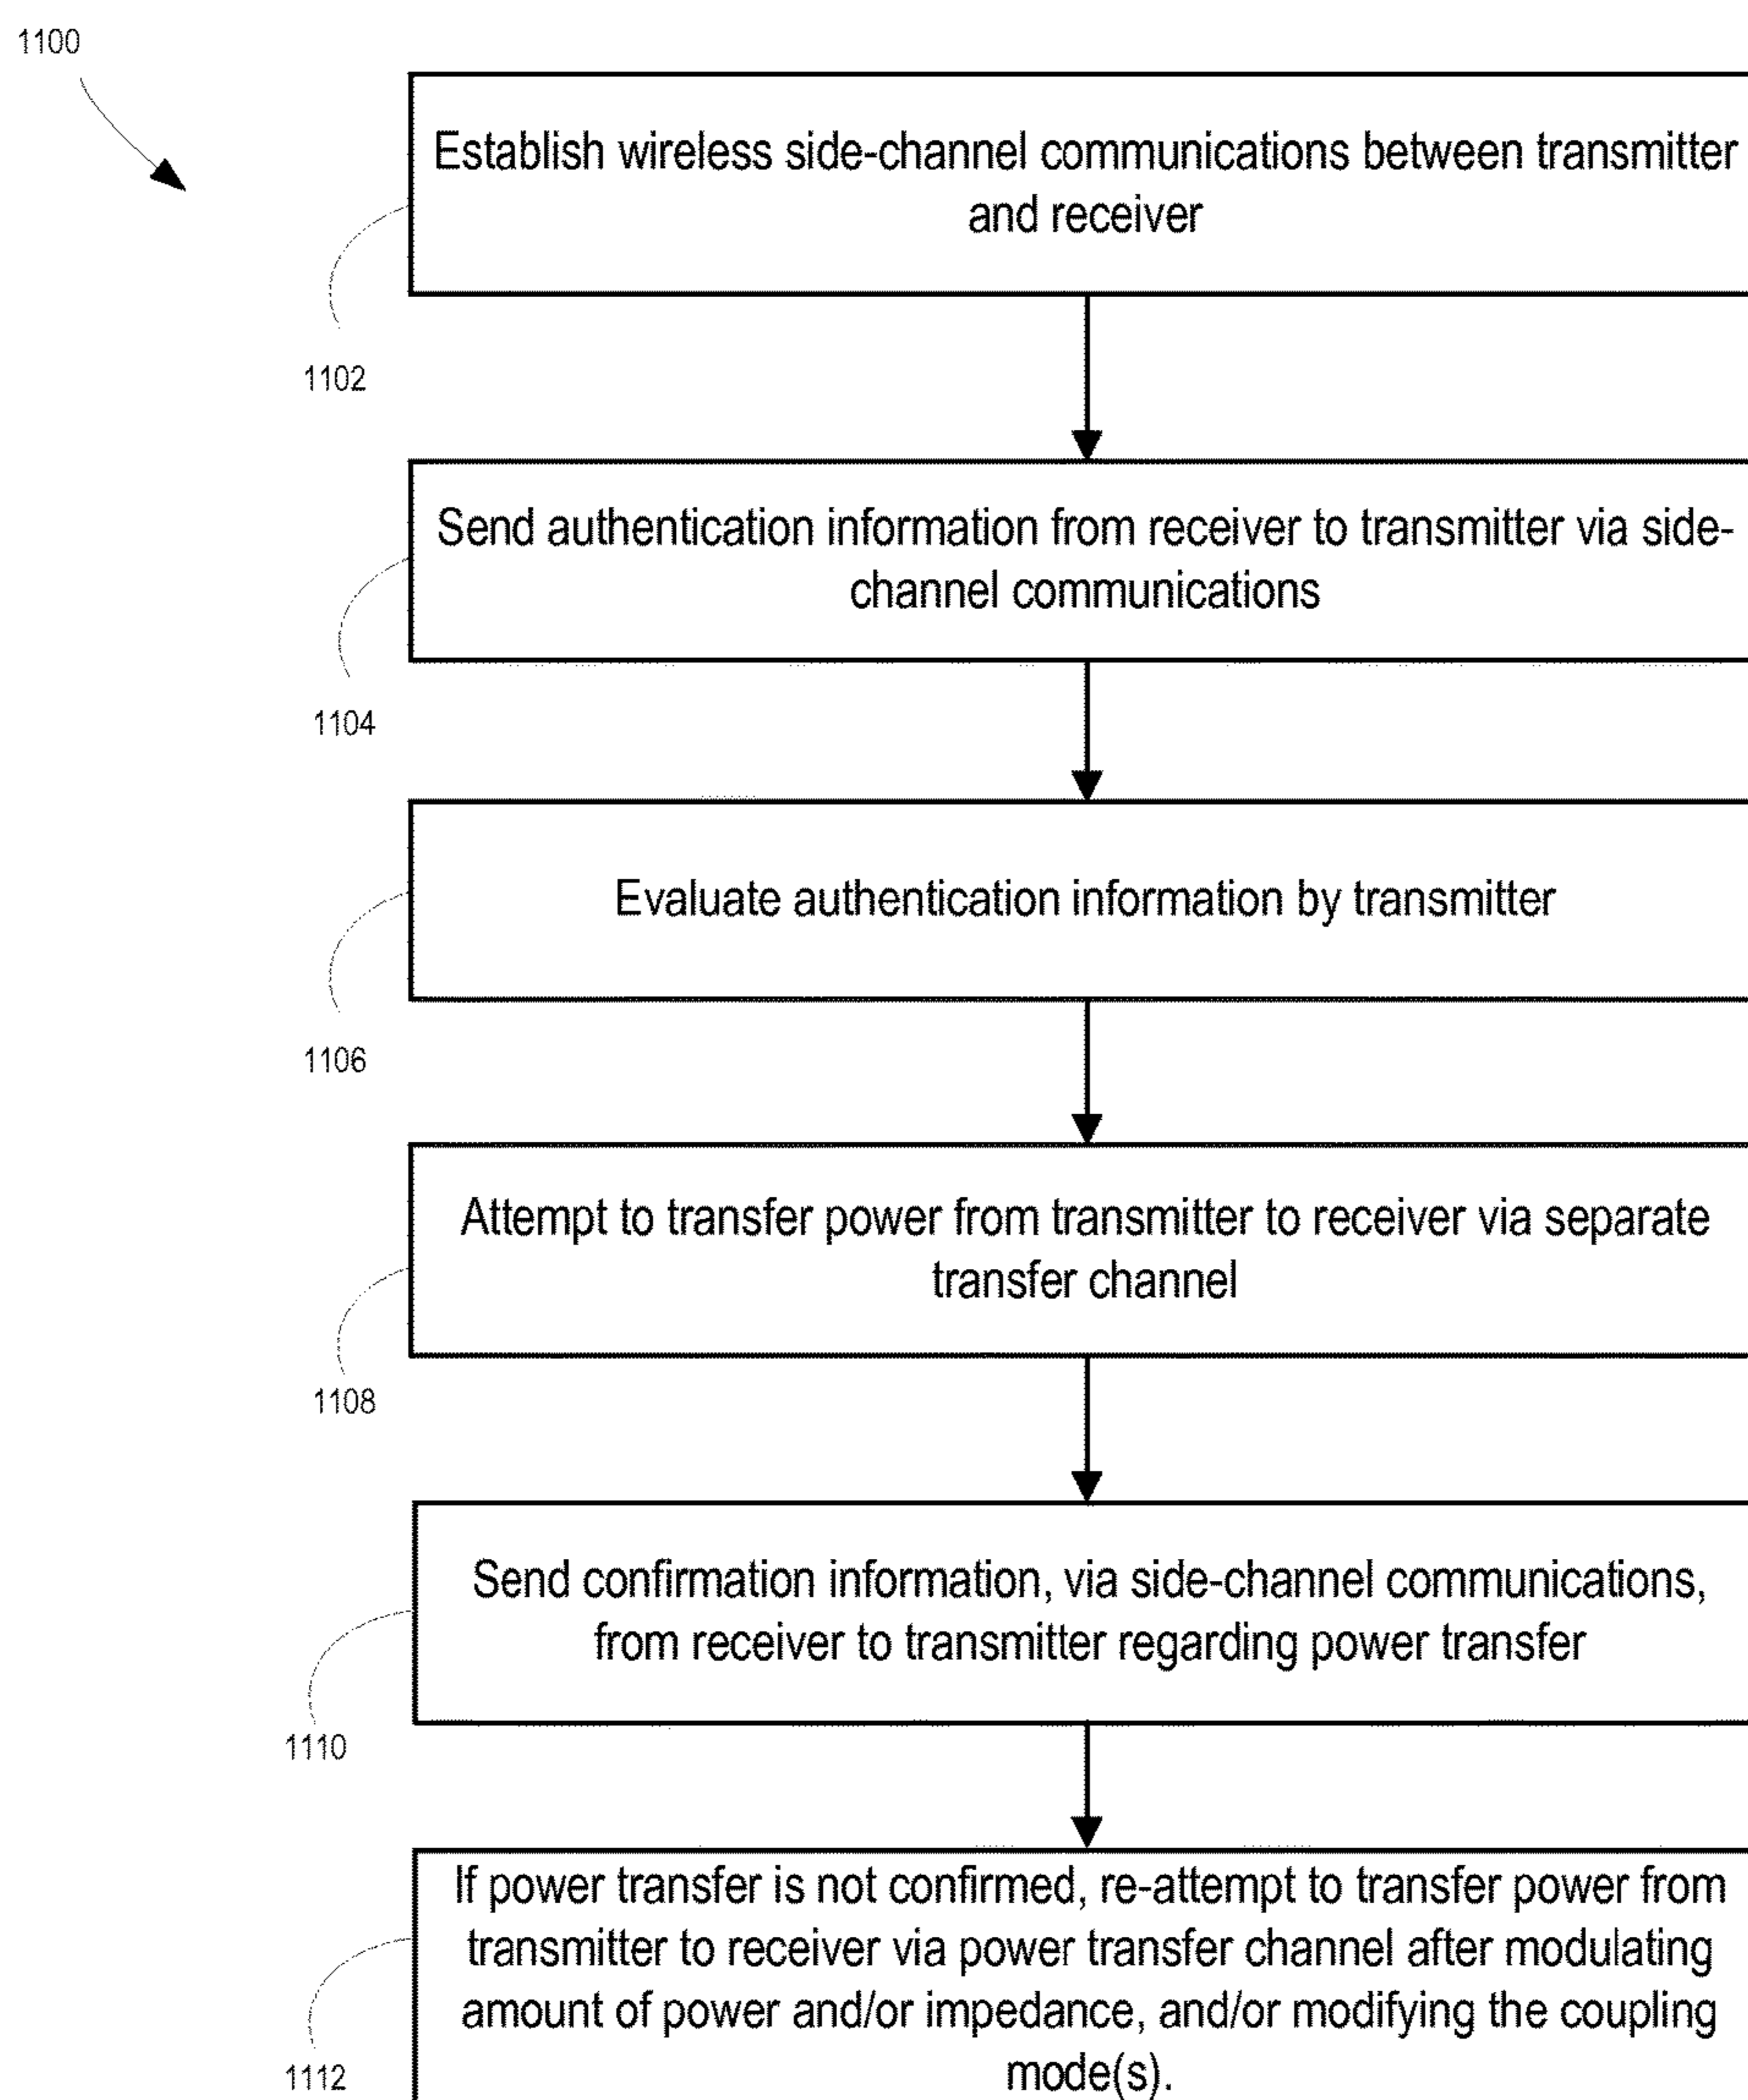 1100
Establish wireless side-channel communications between transmitter
and receiver
1102
Send authentication information from receiver to transmitter via side-
channel communications
1104
Evaluate authentication information by transmitter
1106
Attempt to transfer power from transmitter to receiver via separate
transfer channel
1108
Send confirmation information, via side-channel communications,
from receiver to transmitter regarding power transfer
1110
If power transfer is not confirmed, re-attempt to transfer power from
transmitter to receiver via power transfer channel after modulating
amount of power and/or impedance, and/or modifying the coupling
mode(s).
1112